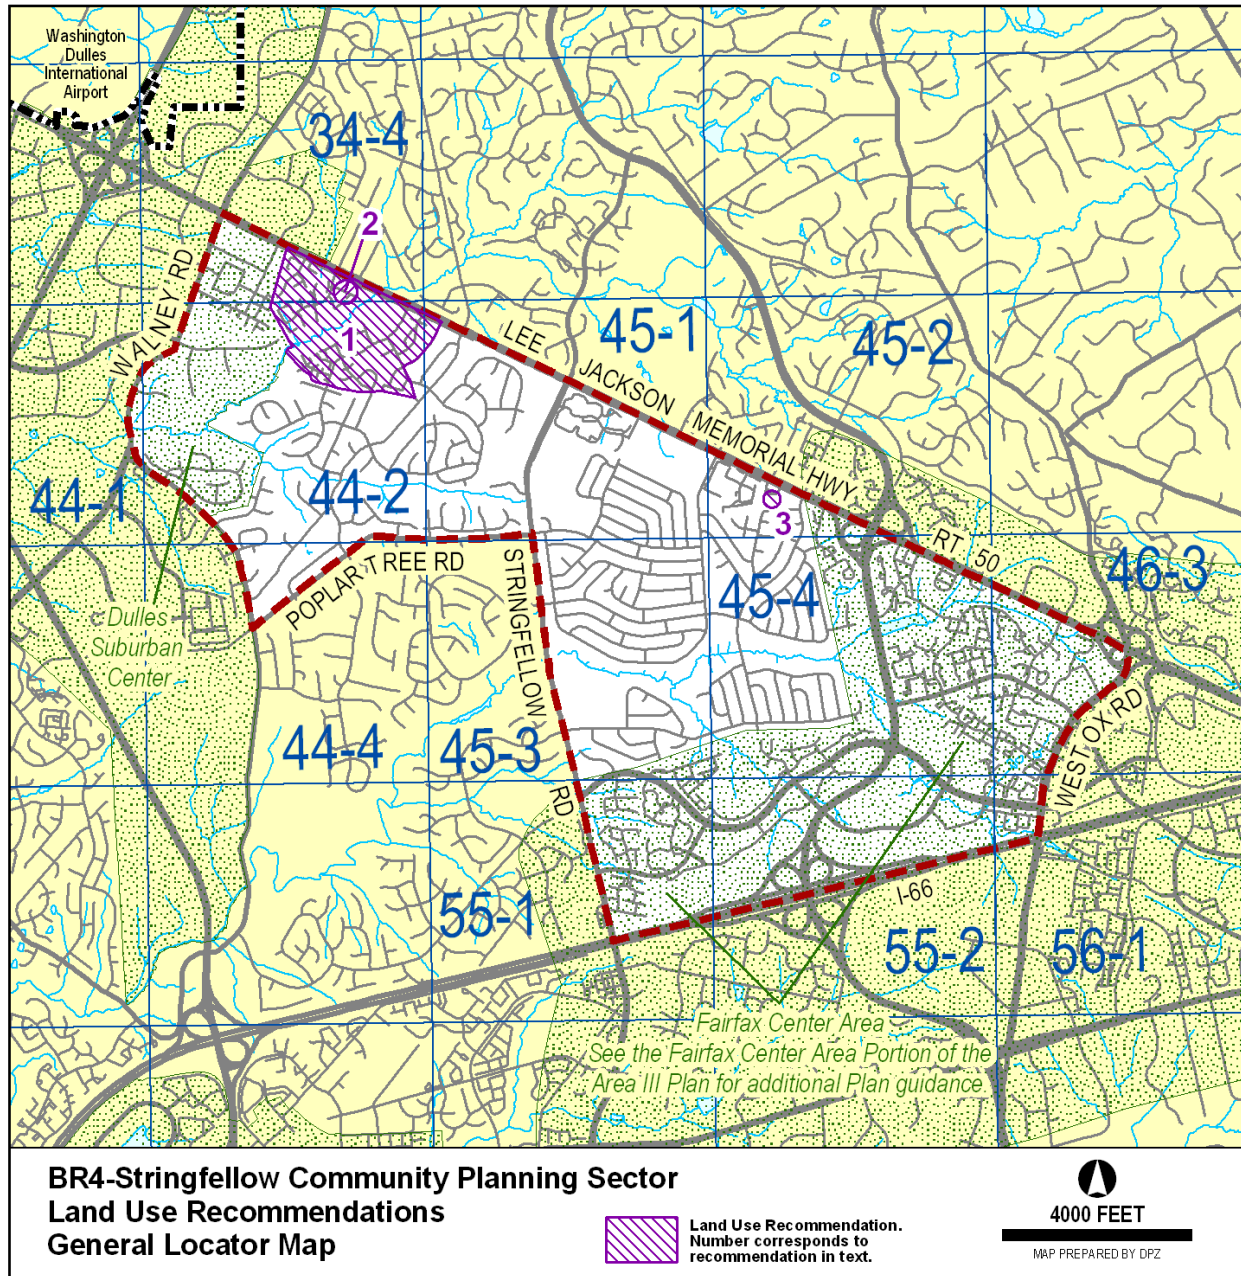 Washington
Dulles
International
Airport
34-4
2
WALNEY RD
1
LEE JACKSON MEMORIAL HWY
45-1
45-2
44-1
44-2
3
RT 50
POPLAR TREE RD
STRINGFELLOW RD
45-4
46-3
Dulles
Suburban
Center
44-4
45-3
WEST OX RD
55-1
I-66
55-2
56-1
Fairfax Center Area
See the Fairfax Center Area Portion of the
Area III Plan for additional Plan guidance.
BR4-Stringfellow Community Planning Sector
Land Use Recommendations
General Locator Map
Land Use Recommendation.
Number corresponds to
recommendation in text.
4000 FEET
MAP PREPARED BY DPZ